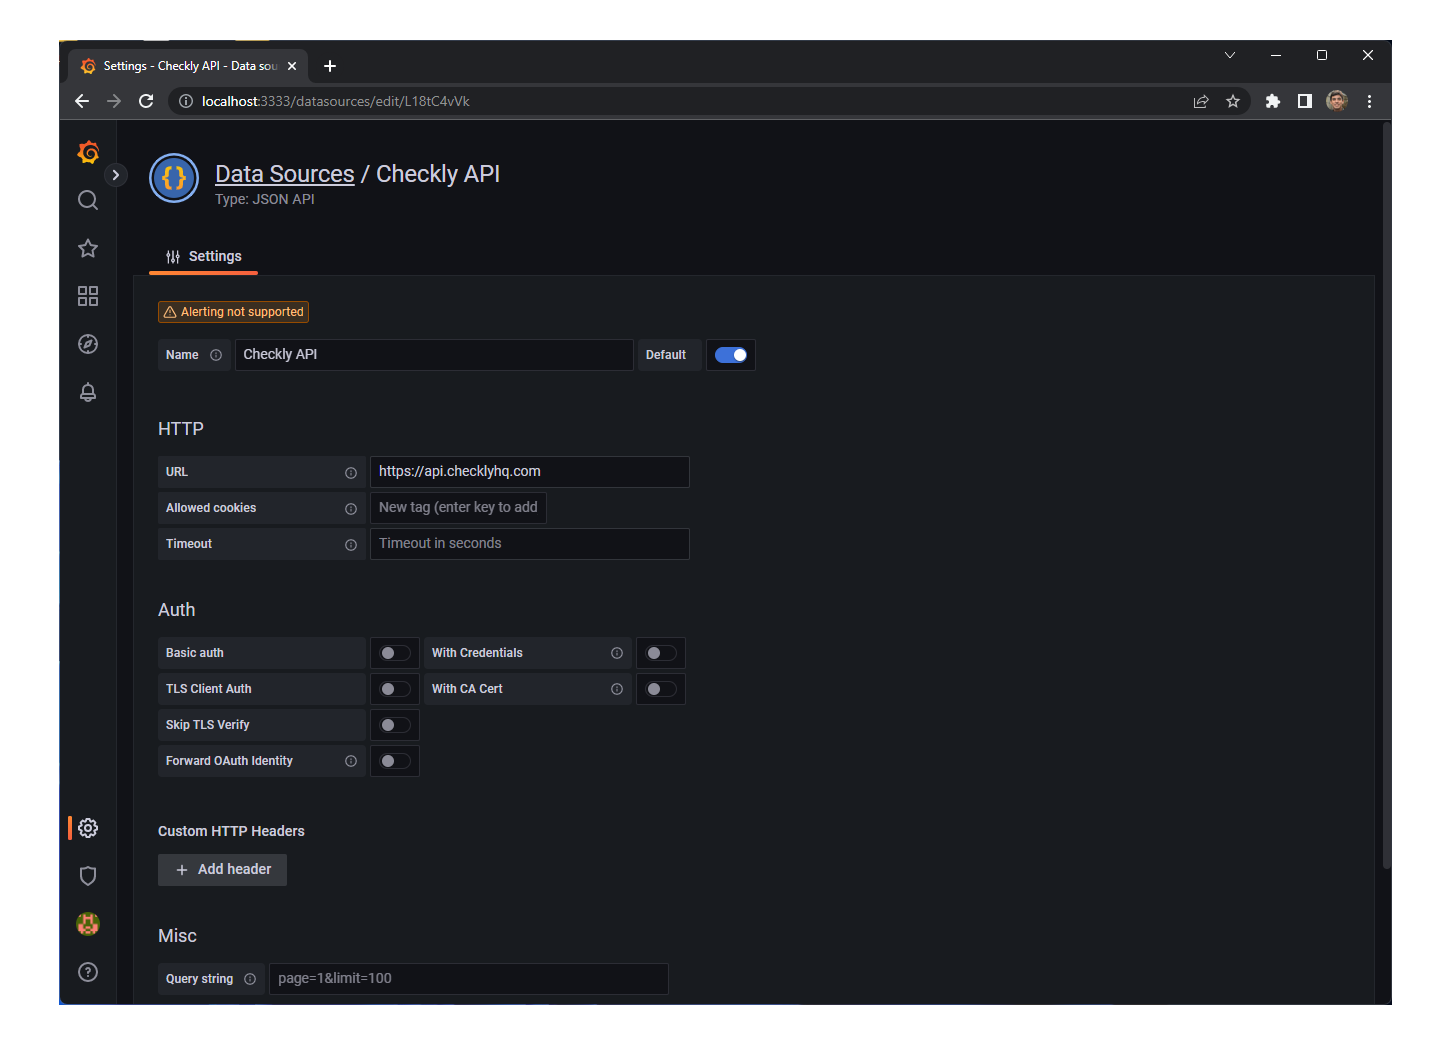 Settings - Checkly API - Data sou
localhost:3333/datasources/edit/L18tC4vVk
Data Sources / Checkly API
Type: JSON API
Settings
Alerting not supported
Name Checkly API Default
HTTP
URL https://api.checklyhq.com
Allowed cookies New tag (enter key to add
Timeout Timeout in seconds
Auth
Basic auth With Credentials
TLS Client Auth With CA Cert
Skip TLS Verify
Forward OAuth Identity
Custom HTTP Headers
+ Add header
Misc
Query string page=1&limit=100